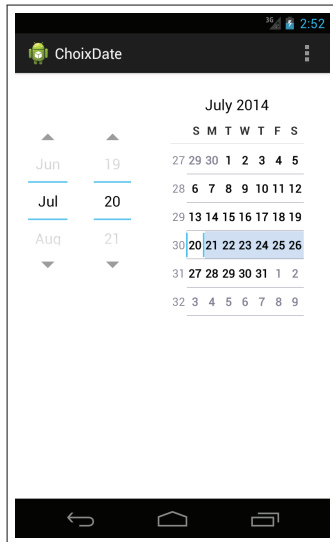 3G 2:52
ChoixDate
July 2014
S M T W T F S
Jun 19
27 29 30 1 2 3 4 5
28 6 7 8 9 10 11 12
Jul 20
29 13 14 15 16 17 18 19
Aug 21
30 20 21 22 23 24 25 26
31 27 28 29 30 31 1 2
32 3 4 5 6 7 8 9